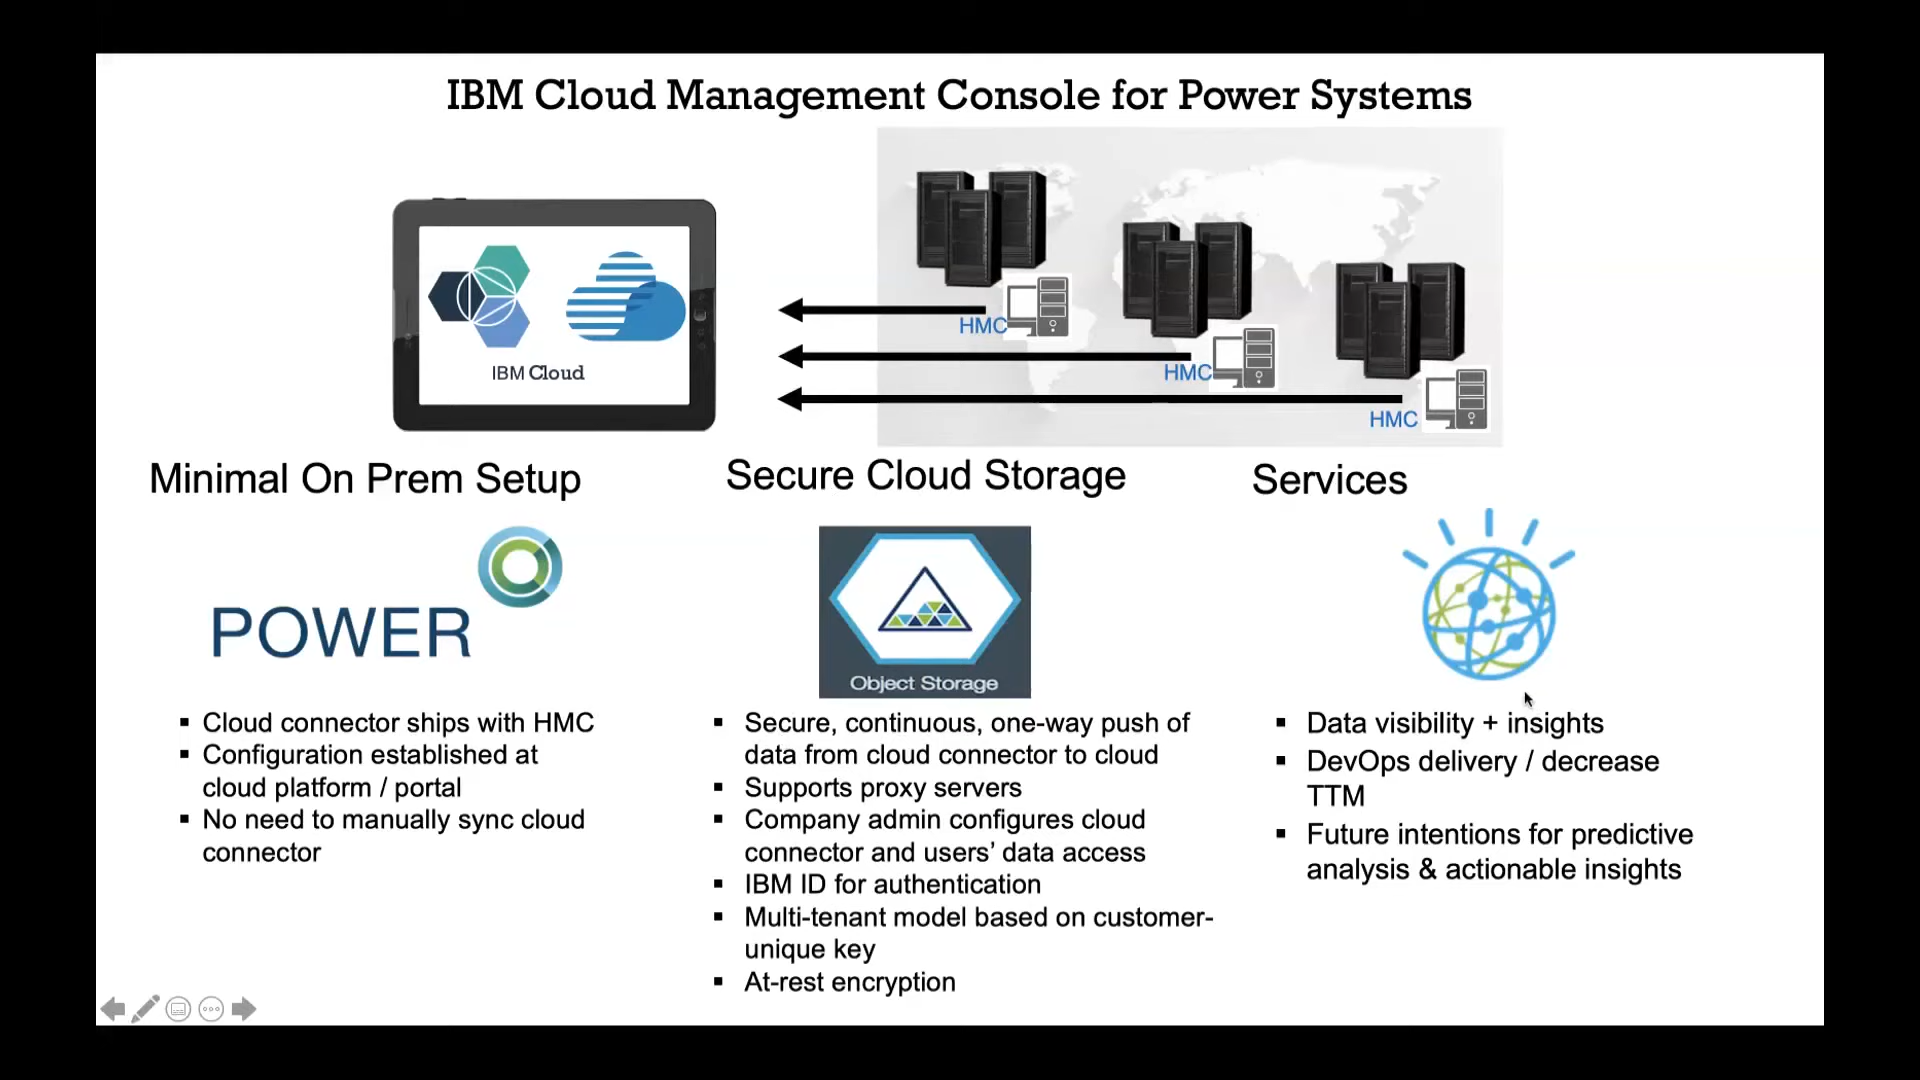 IBM Cloud Management Console for Power Systems
IBM Cloud
HMC
HMC
HMC
Minimal On Prem Setup
POWER
▪ Cloud connector ships with HMC
▪ Configuration established at
cloud platform / portal
▪ No need to manually sync cloud
connector
Secure Cloud Storage
Object Storage
▪ Secure, continuous, one-way push of
data from cloud connector to cloud
▪ Supports proxy servers
▪ Company admin configures cloud
connector and users’ data access
▪ IBM ID for authentication
▪ Multi-tenant model based on customer-
unique key
▪ At-rest encryption
Services
▪ Data visibility + insights
▪ DevOps delivery / decrease
TTM
▪ Future intentions for predictive
analysis & actionable insights